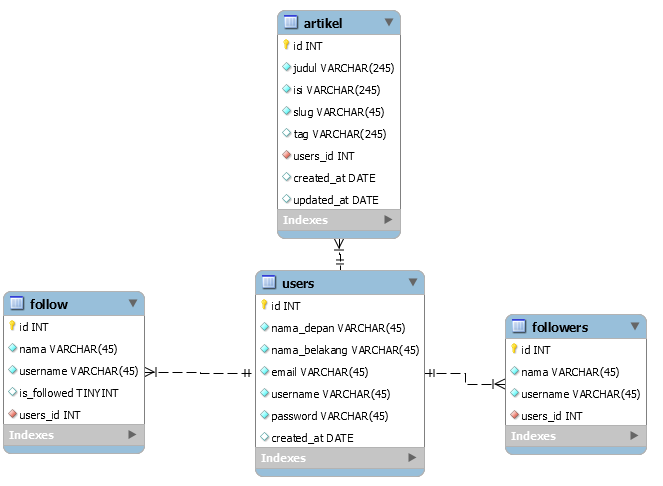 artikel
id INT
judul VARCHAR(245)
isi VARCHAR(245)
slug VARCHAR(45)
tag VARCHAR(245)
users_id INT
created_at DATE
updated_at DATE
Indexes
follow
id INT
nama VARCHAR(45)
username VARCHAR(45)
is_followed TINYINT
users_id INT
Indexes
users
id INT
nama_depan VARCHAR(45)
nama_belakang VARCHAR(45)
email VARCHAR(45)
username VARCHAR(45)
password VARCHAR(45)
created_at DATE
Indexes
followers
id INT
nama VARCHAR(45)
username VARCHAR(45)
users_id INT
Indexes